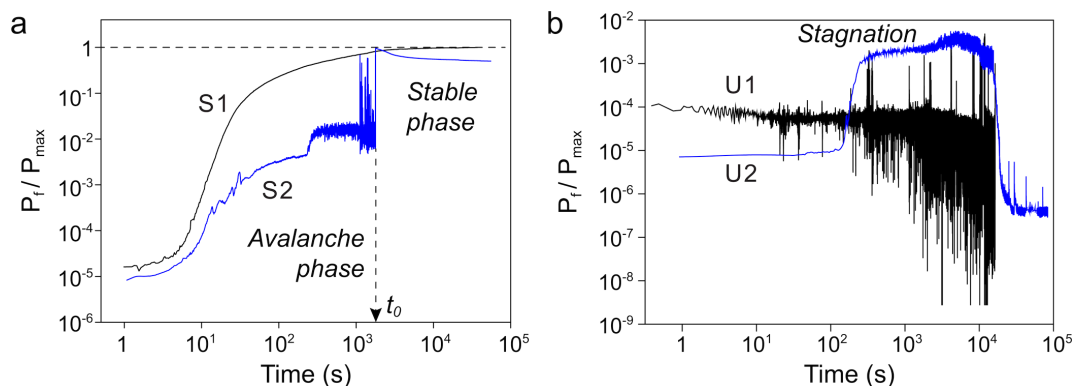 a
P_f / P_max
1
10^-1
10^-2
10^-3
10^-4
10^-5
10^-6
S1
S2
Stable
phase
Avalanche
phase
t_0
1
10^1
10^2
10^3
10^4
10^5
Time (s)
b
P_f / P_max
10^-2
10^-3
10^-4
10^-5
10^-6
10^-7
10^-8
10^-9
Stagnation
U1
U2
1
10^1
10^2
10^3
10^4
10^5
Time (s)